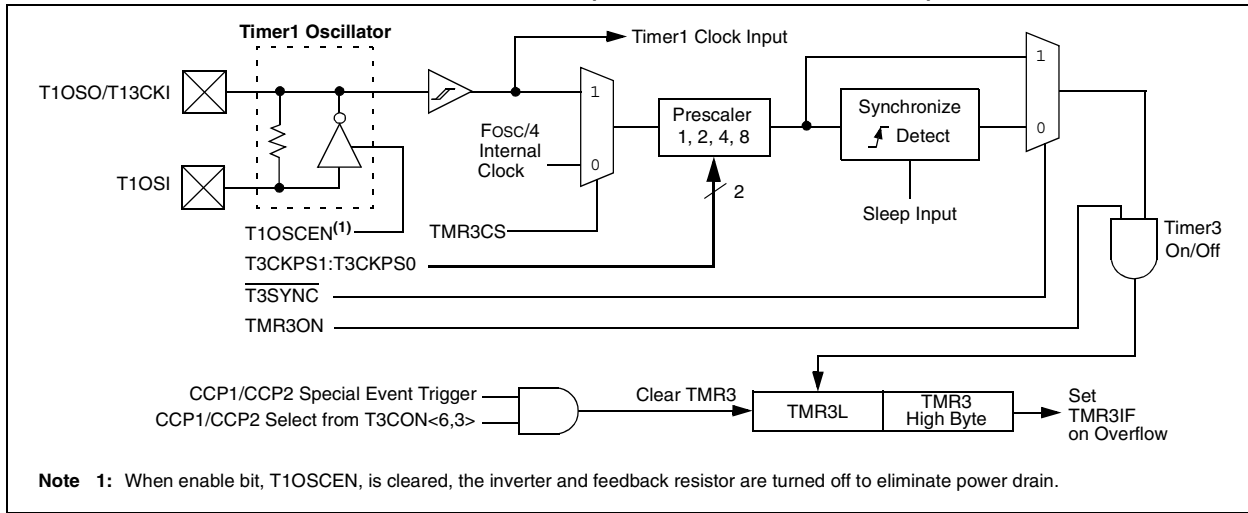 Timer1 Oscillator
Timer1 Clock Input
T1OSO/T13CKI
1
FOSC/4
Internal
Clock
0
Prescaler
1, 2, 4, 8
Synchronize
Detect
1
0
T1OSI
2
Sleep Input
T1OSCEN(1)
TMR3CS
Timer3
On/Off
T3CKPS1:T3CKPS0
T3SYNC
TMR3ON
CCP1/CCP2 Special Event Trigger
CCP1/CCP2 Select from T3CON<6,3>
Clear TMR3
TMR3L
TMR3
High Byte
Set
TMR3IF
on Overflow
Note 1: When enable bit, T1OSCEN, is cleared, the inverter and feedback resistor are turned off to eliminate power drain.